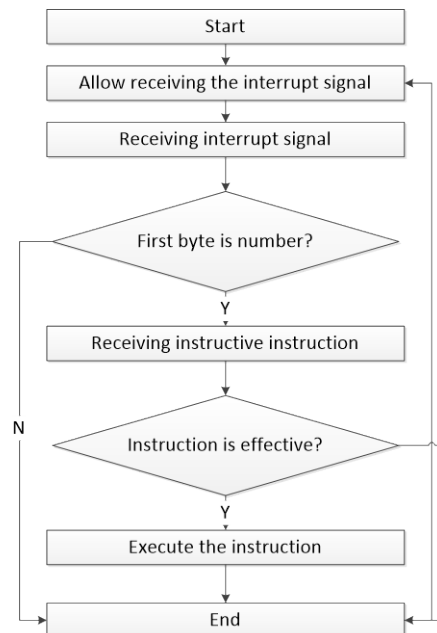 Start
Allow receiving the interrupt signal
Receiving interrupt signal
First byte is number?
Y
Receiving instructive instruction
N
Instruction is effective?
Y
Execute the instruction
End